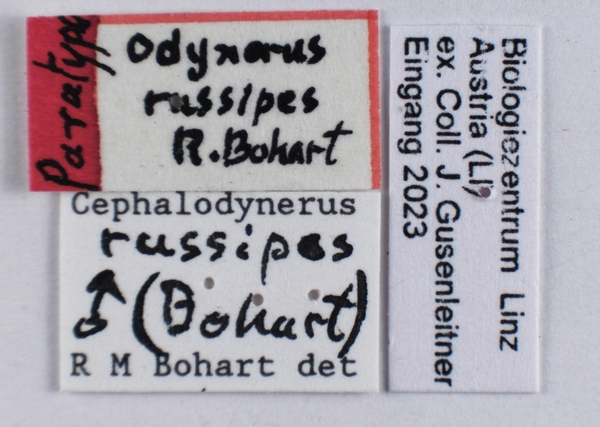 Paratype
Odynerus
russipes
R. Bohart
Cephalodynerus
russipes
♂ (Bohart)
R M Bohart det
Biologiezentrum Linz
Austria (LI)
ex. Coll. J. Gusenleitner
Eingang 2023